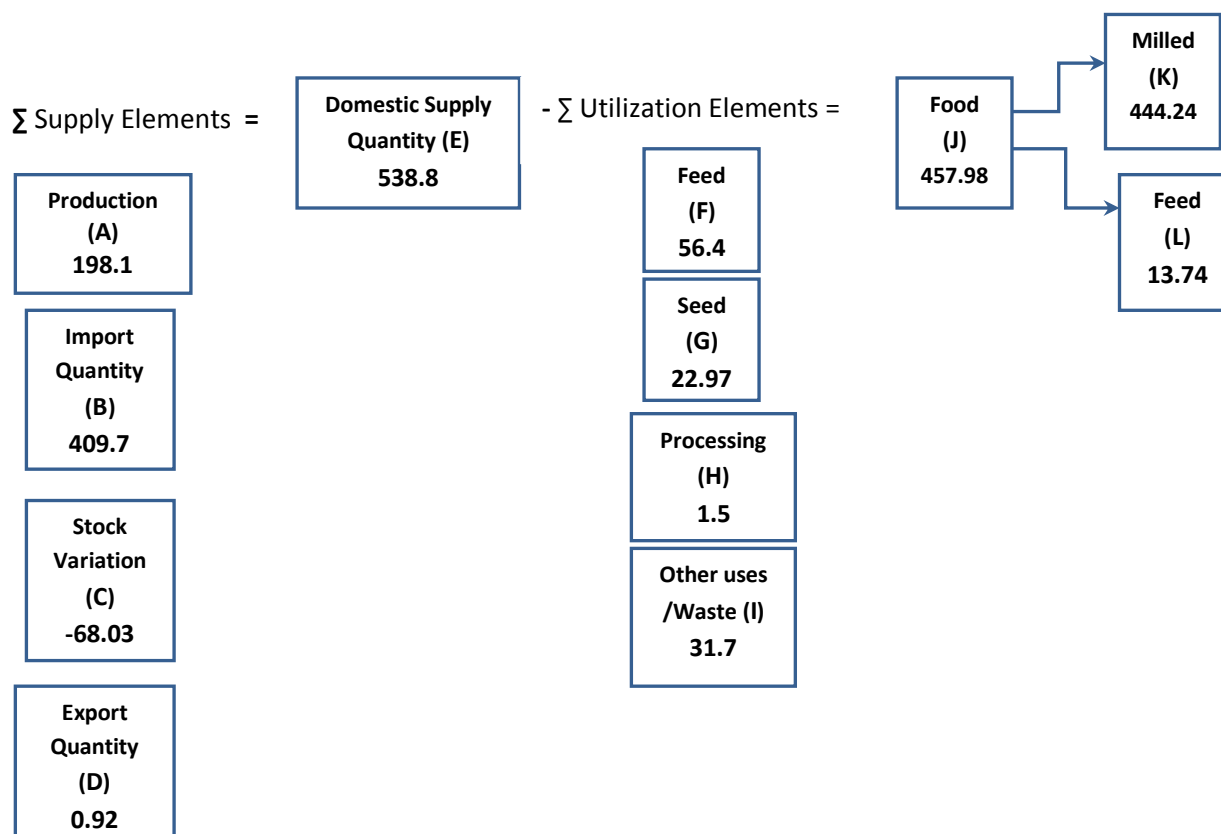 ∑ Supply Elements =
Production
(A)
198.1
Import
Quantity
(B)
409.7
Stock
Variation
(C)
-68.03
Export
Quantity
(D)
0.92
Domestic Supply
Quantity (E)
538.8
- ∑ Utilization Elements =
Feed
(F)
56.4
Seed
(G)
22.97
Processing
(H)
1.5
Other uses
/Waste (I)
31.7
Food
(J)
457.98
Milled
(K)
444.24
Feed
(L)
13.74